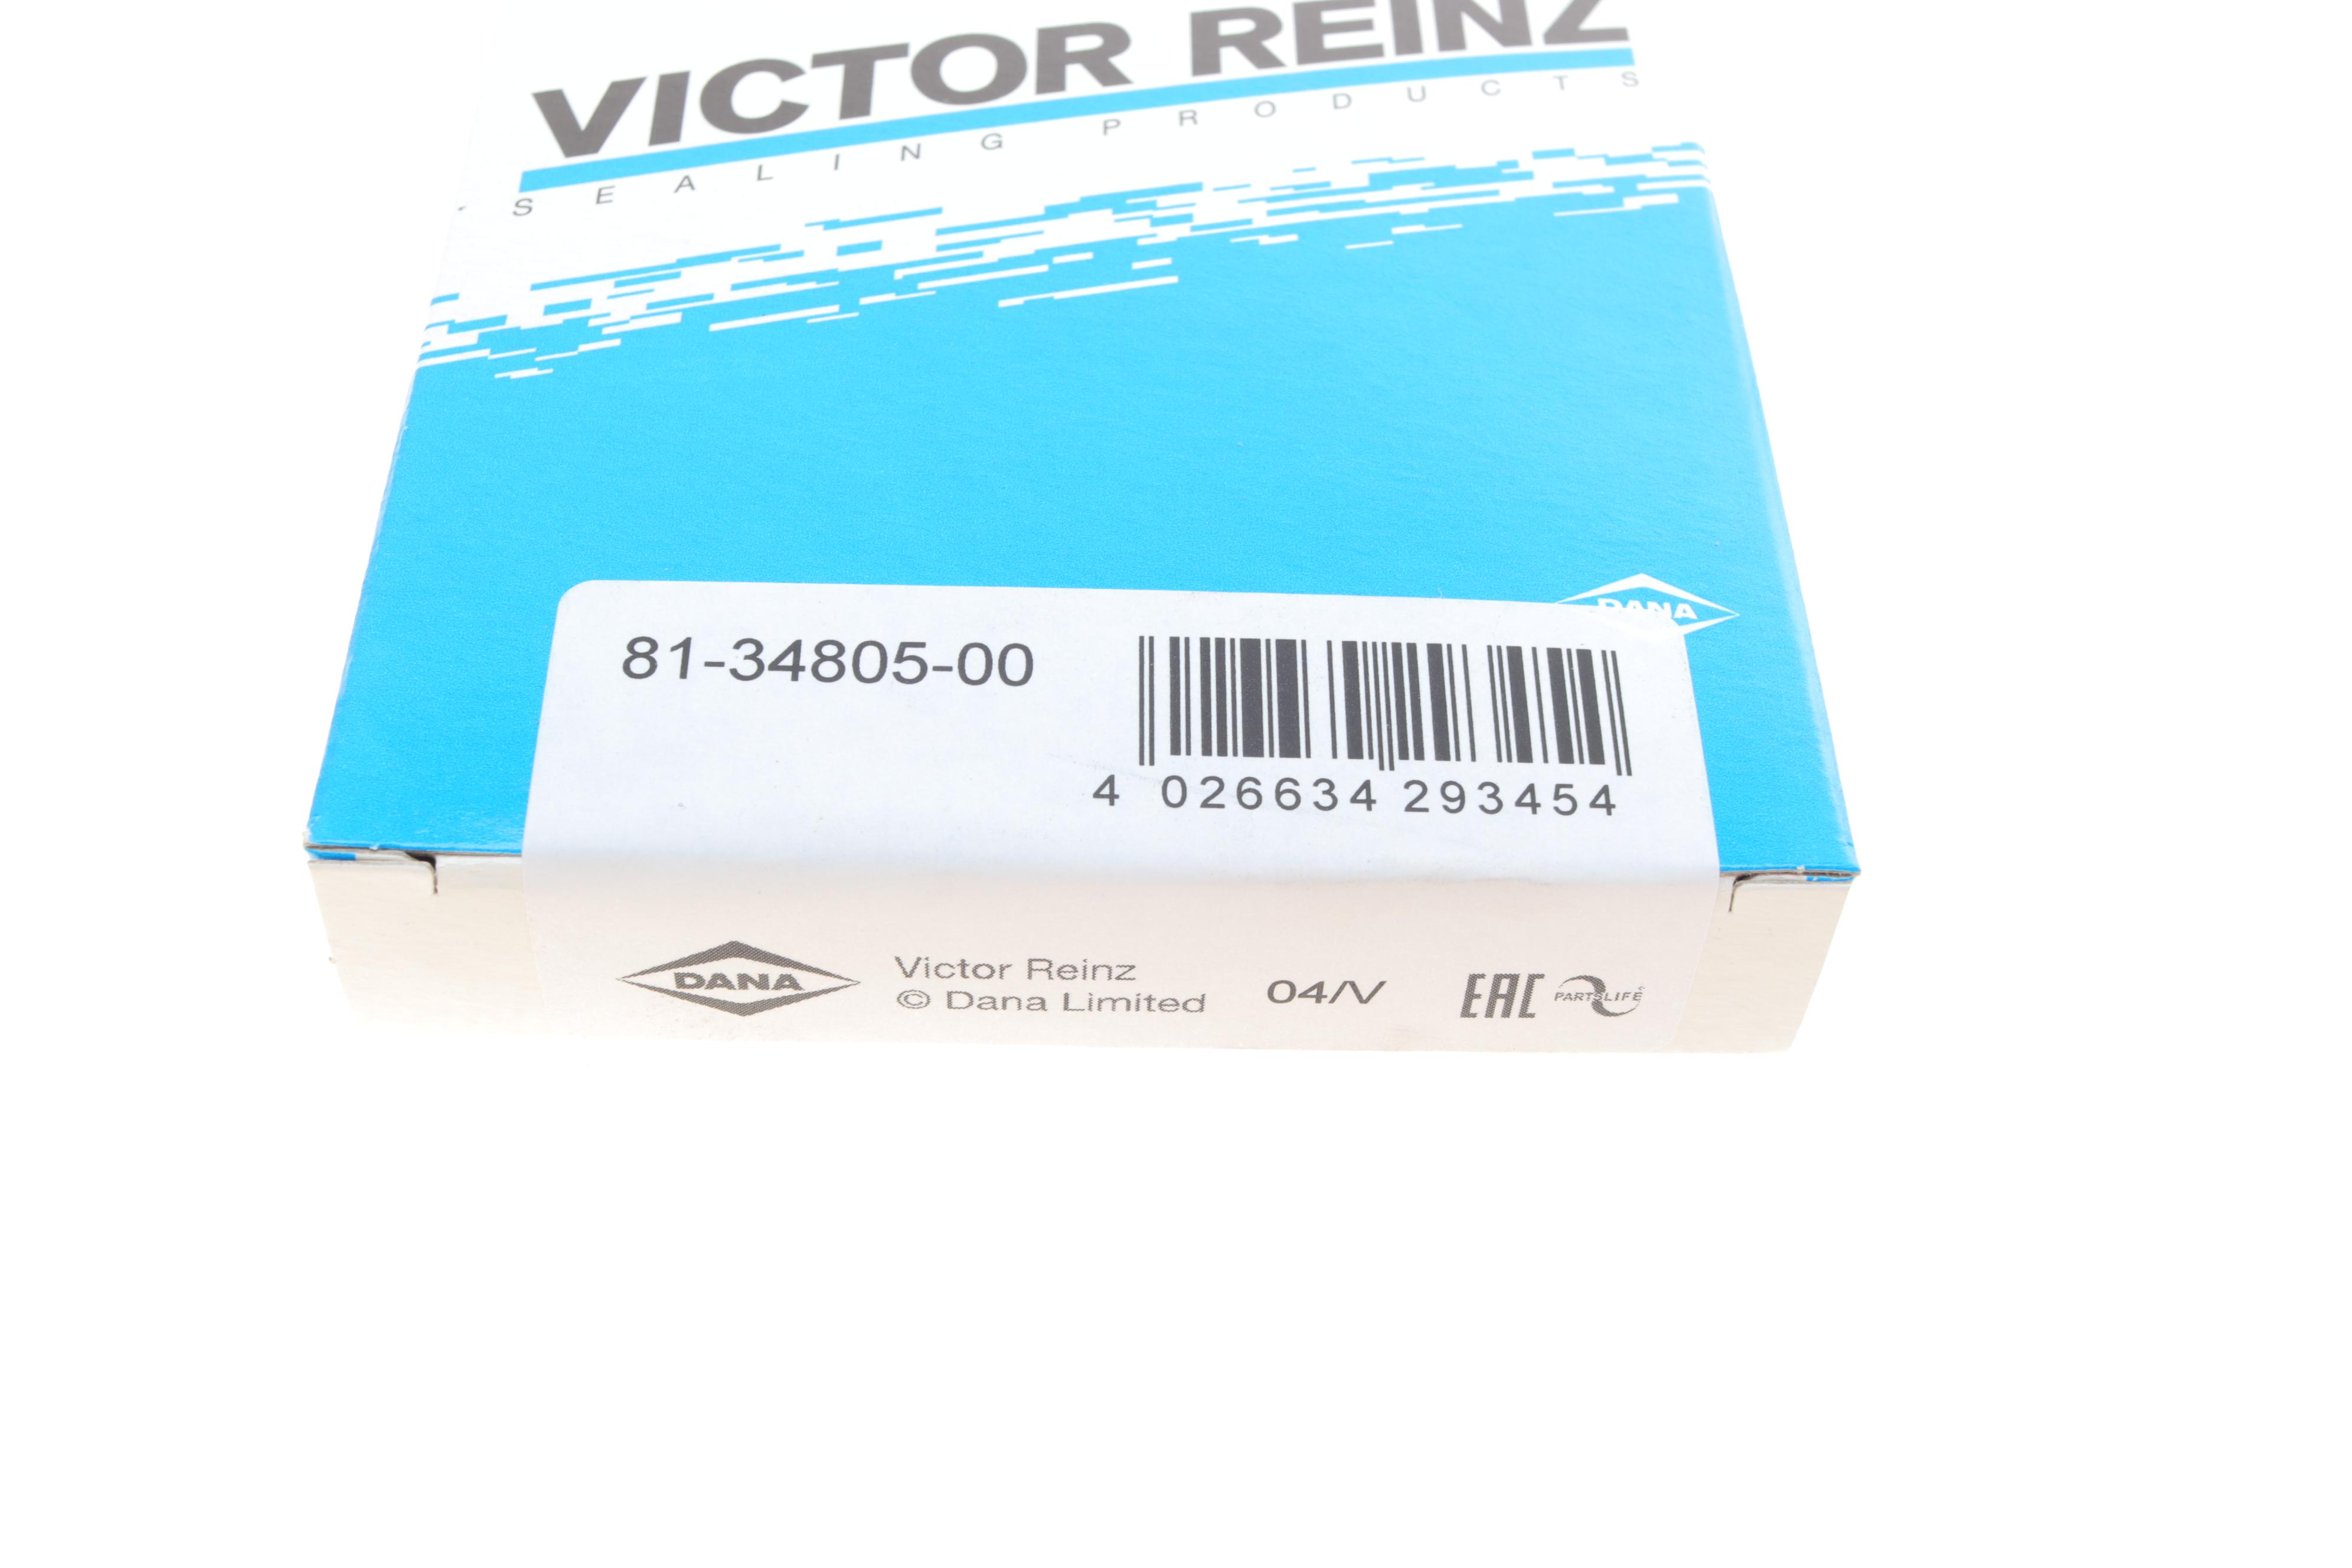 VICTOR REINZ
SEALING PRODUCTS
DANA
81-34805-00
4 026634 293454
DANA
Victor Reinz
© Dana Limited
04/V
EAC
PARTSLIFE